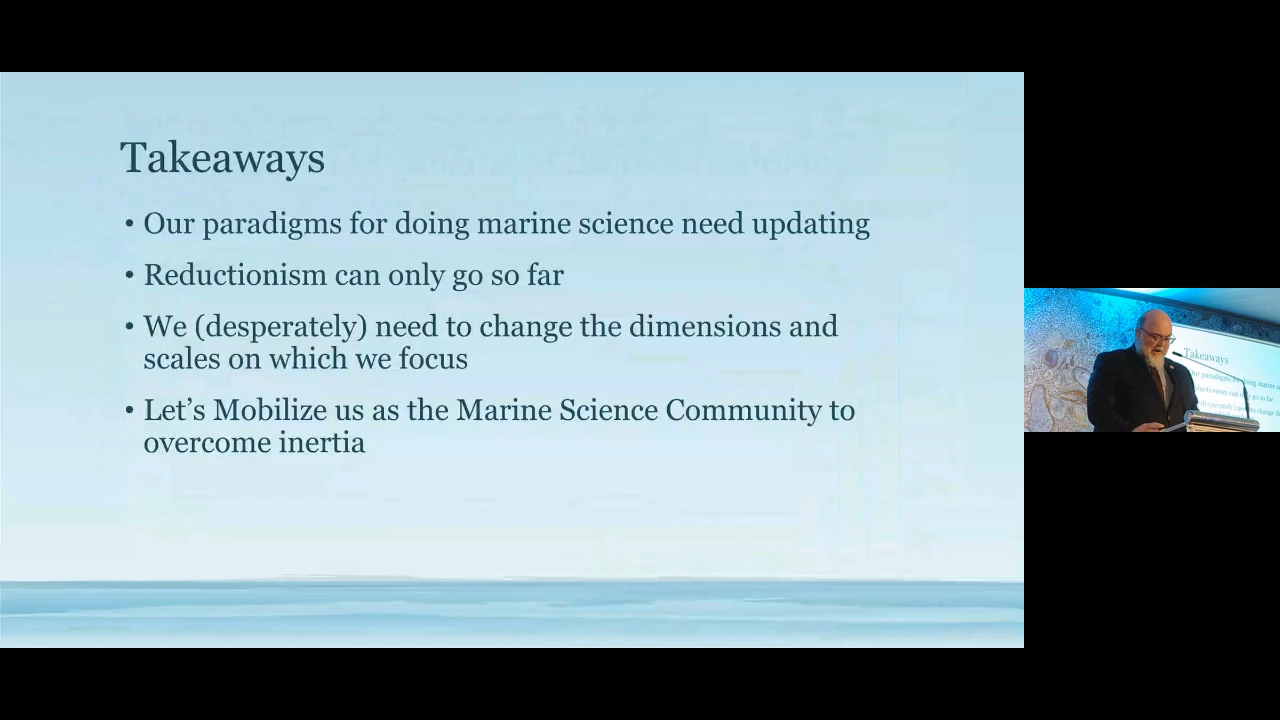 Takeaways
• Our paradigms for doing marine science need updating
• Reductionism can only go so far
• We (desperately) need to change the dimensions and
scales on which we focus
• Let's Mobilize us as the Marine Science Community to
overcome inertia
Takeaways